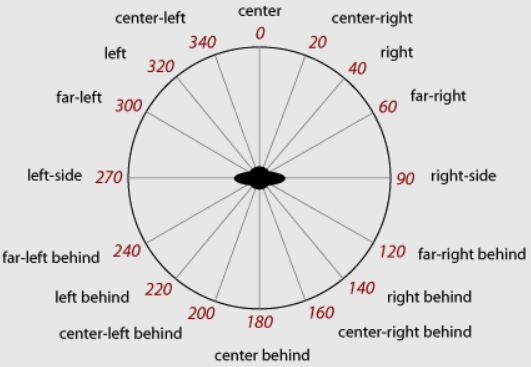 center
center-left
center-right
0
340
20
left
right
320
40
far-left
300
60
far-right
left-side
270
90
right-side
far-left behind
240
120
far-right behind
left behind
220
140
right behind
center-left behind
200
180
160
center-right behind
center behind